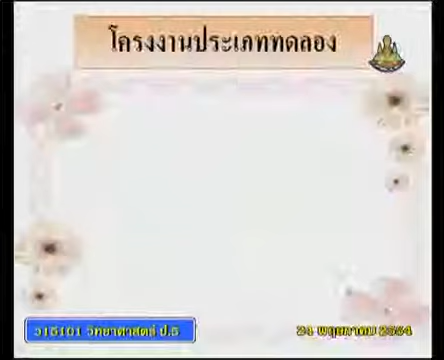 โครงงานประเภททดลอง
ว15101 วิทยาศาสตร์ ป.5
24 พฤษภาคม 2554